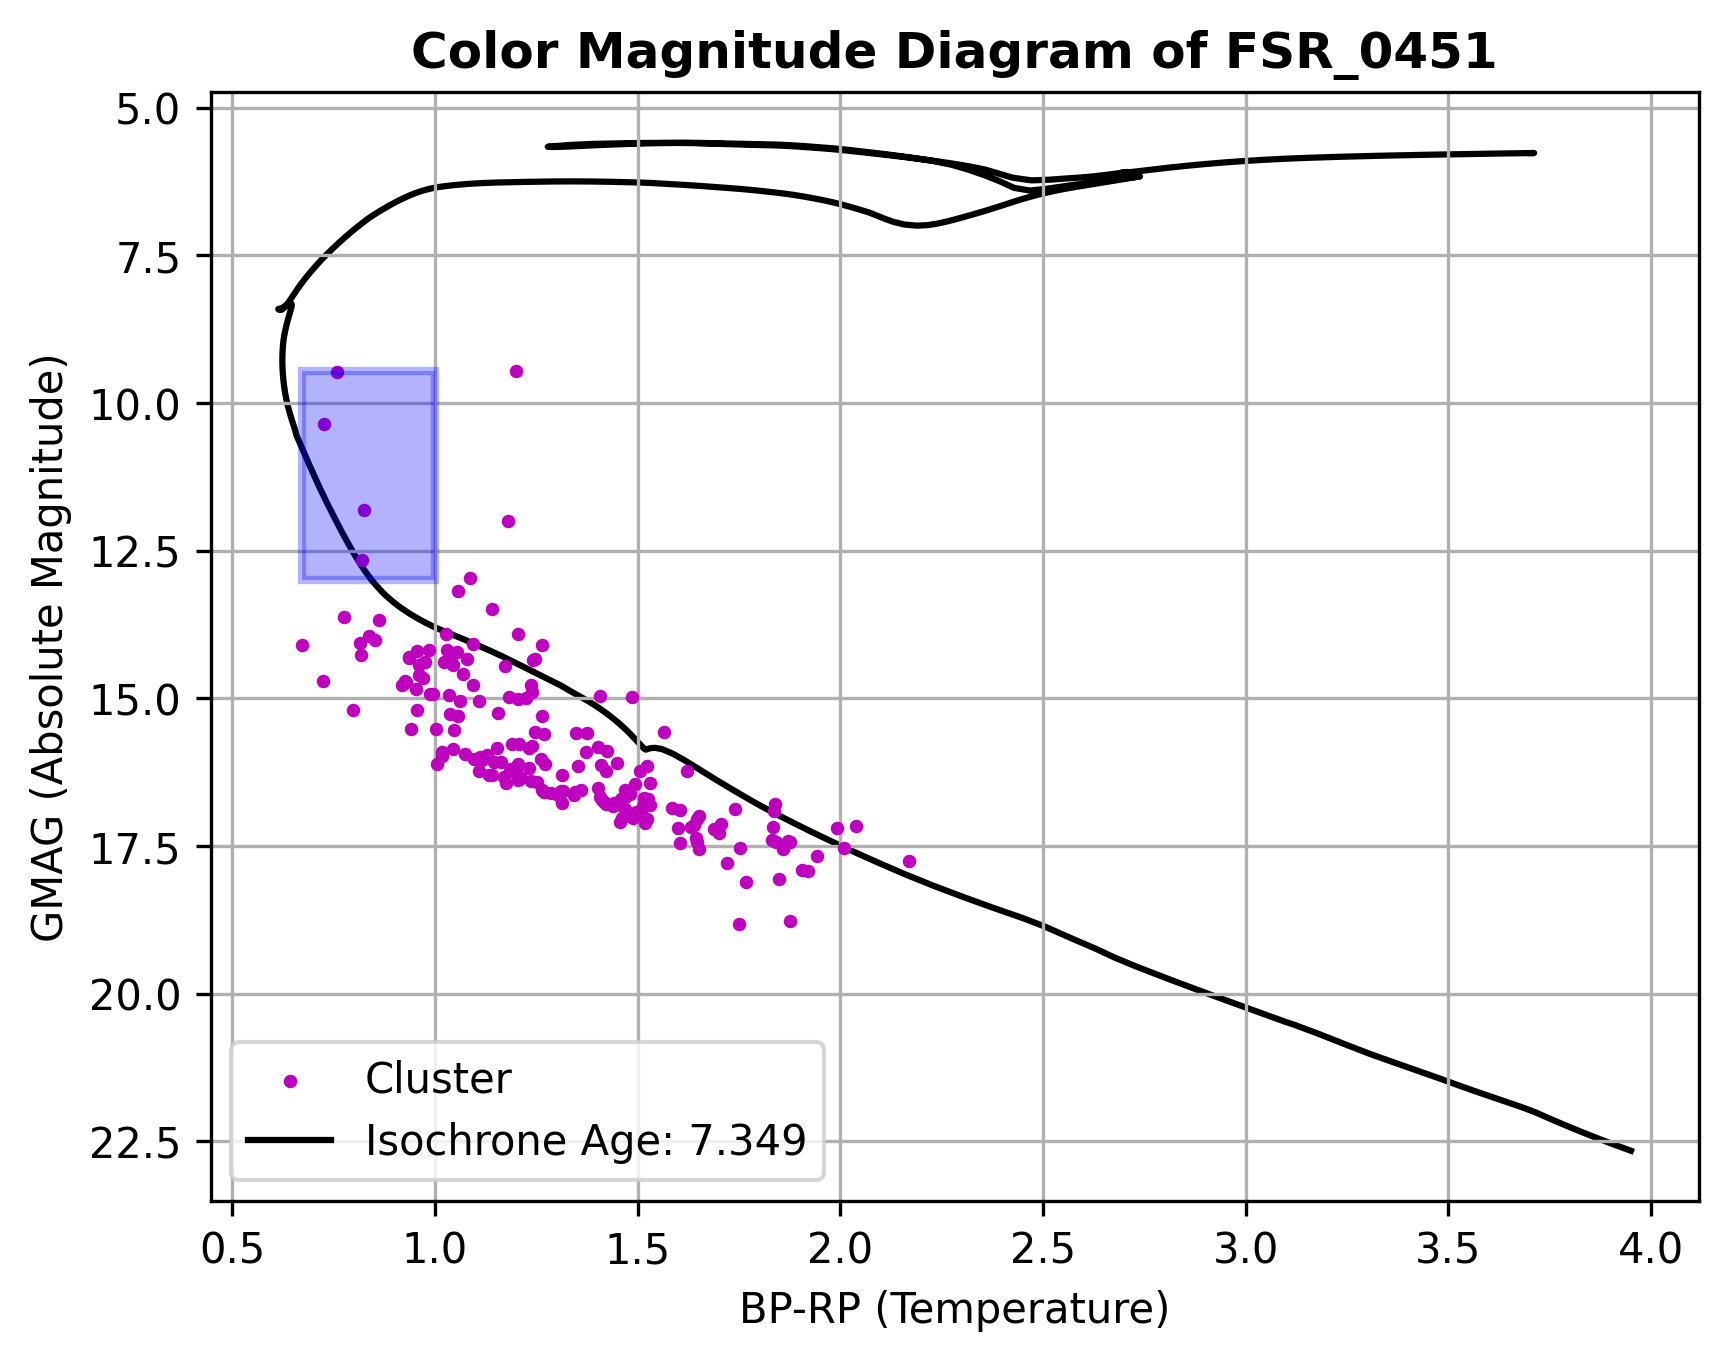 Color Magnitude Diagram of FSR_0451
GMAG (Absolute Magnitude)
5.0
7.5
10.0
12.5
15.0
17.5
20.0
22.5
Cluster
Isochrone Age: 7.349
0.5 1.0 1.5 2.0 2.5 3.0 3.5 4.0
BP-RP (Temperature)